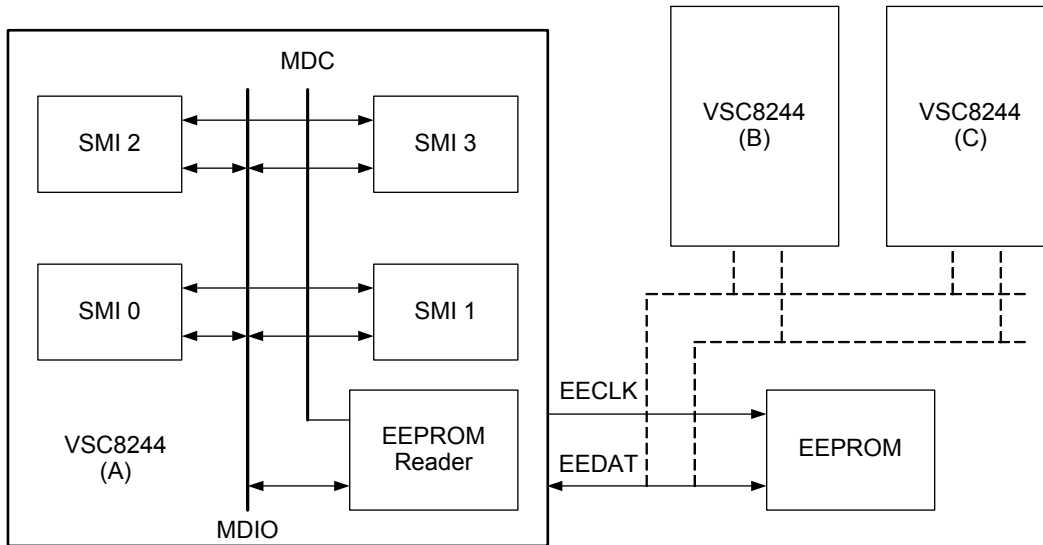 MDC
SMI 2
SMI 3
SMI 0
SMI 1
VSC8244
(A)
EEPROM
Reader
MDIO
EECLK
EEDAT
VSC8244
(B)
VSC8244
(C)
EEPROM